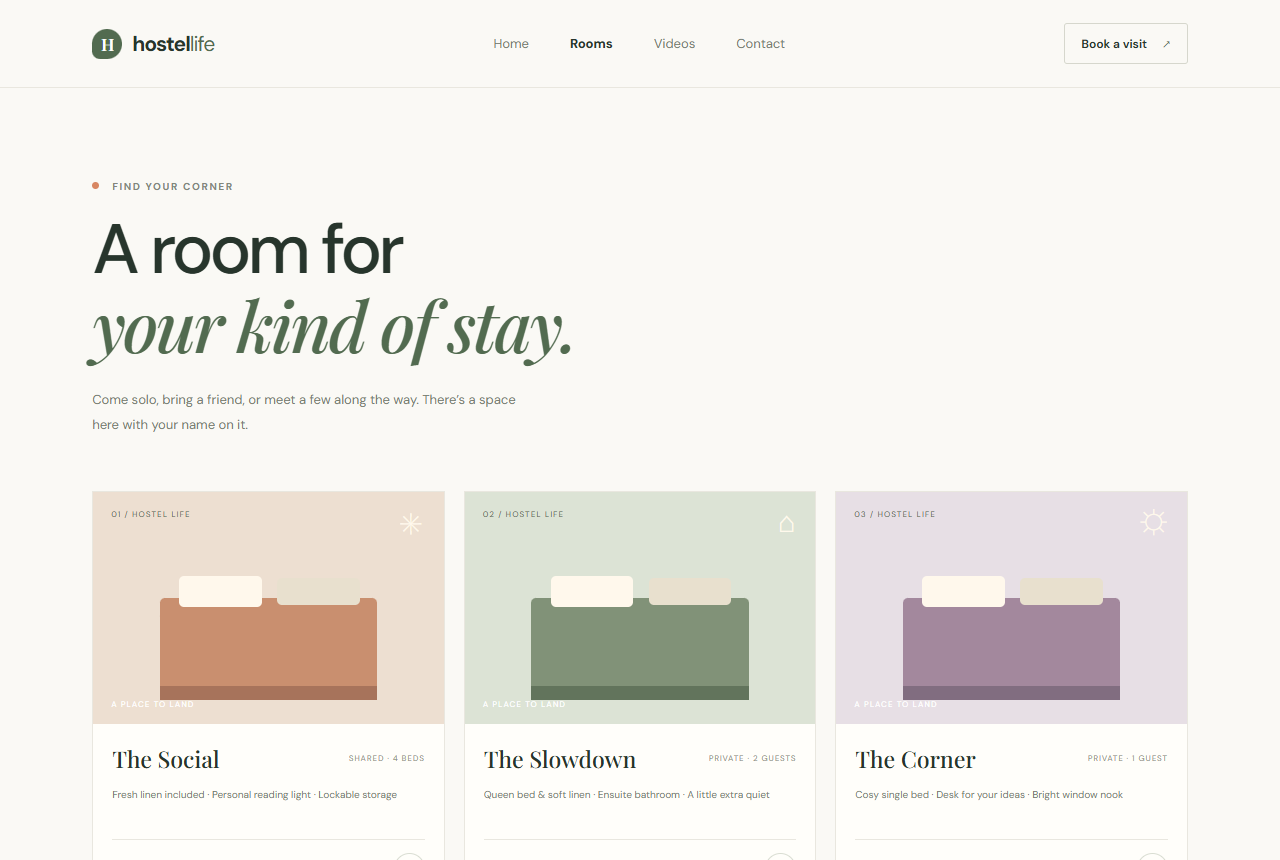 H hostellife
Home Rooms Videos Contact
Book a visit ↗
FIND YOUR CORNER
A room for
your kind of stay.
Come solo, bring a friend, or meet a few along the way. There’s a space
here with your name on it.
01 / HOSTEL LIFE
A PLACE TO LAND
The Social
SHARED · 4 BEDS
Fresh linen included · Personal reading light · Lockable storage
02 / HOSTEL LIFE
A PLACE TO LAND
The Slowdown
PRIVATE · 2 GUESTS
Queen bed & soft linen · Ensuite bathroom · A little extra quiet
03 / HOSTEL LIFE
A PLACE TO LAND
The Corner
PRIVATE · 1 GUEST
Cosy single bed · Desk for your ideas · Bright window nook